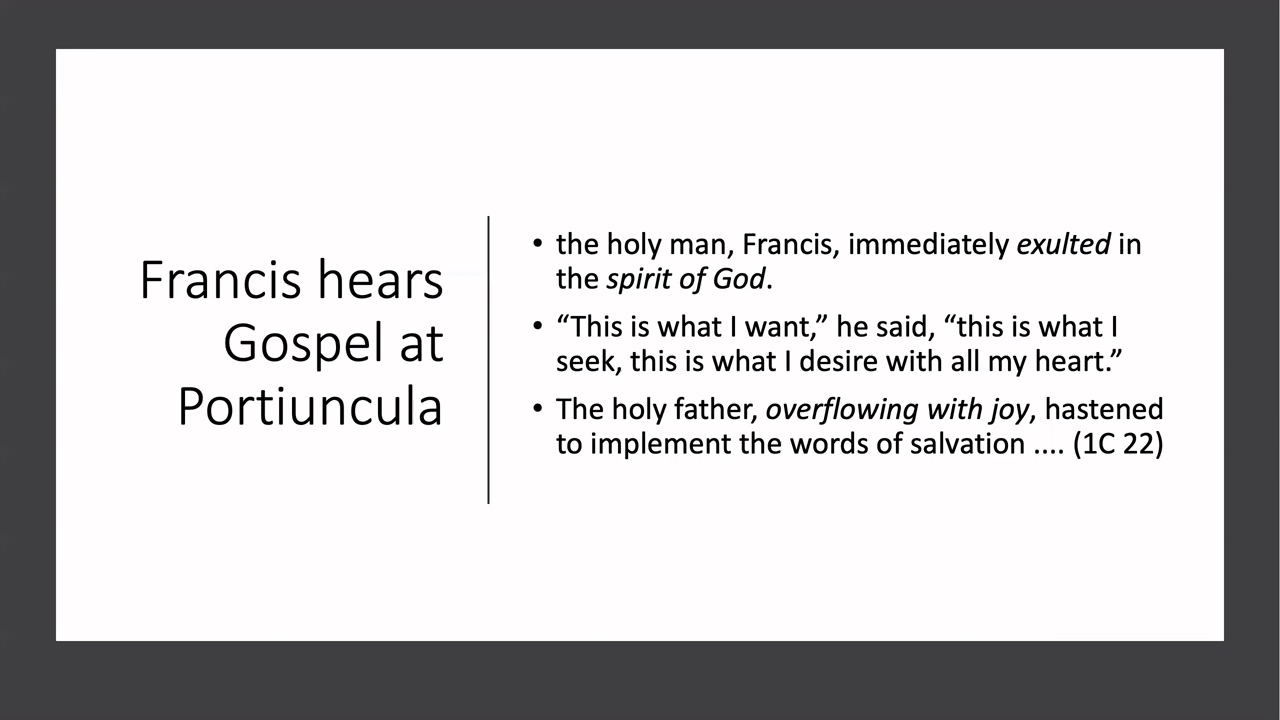 Francis hears
Gospel at
Portiuncula
• the holy man, Francis, immediately exulted in
the spirit of God.
• “This is what I want,” he said, “this is what I
seek, this is what I desire with all my heart.”
• The holy father, overflowing with joy, hastened
to implement the words of salvation .... (1C 22)